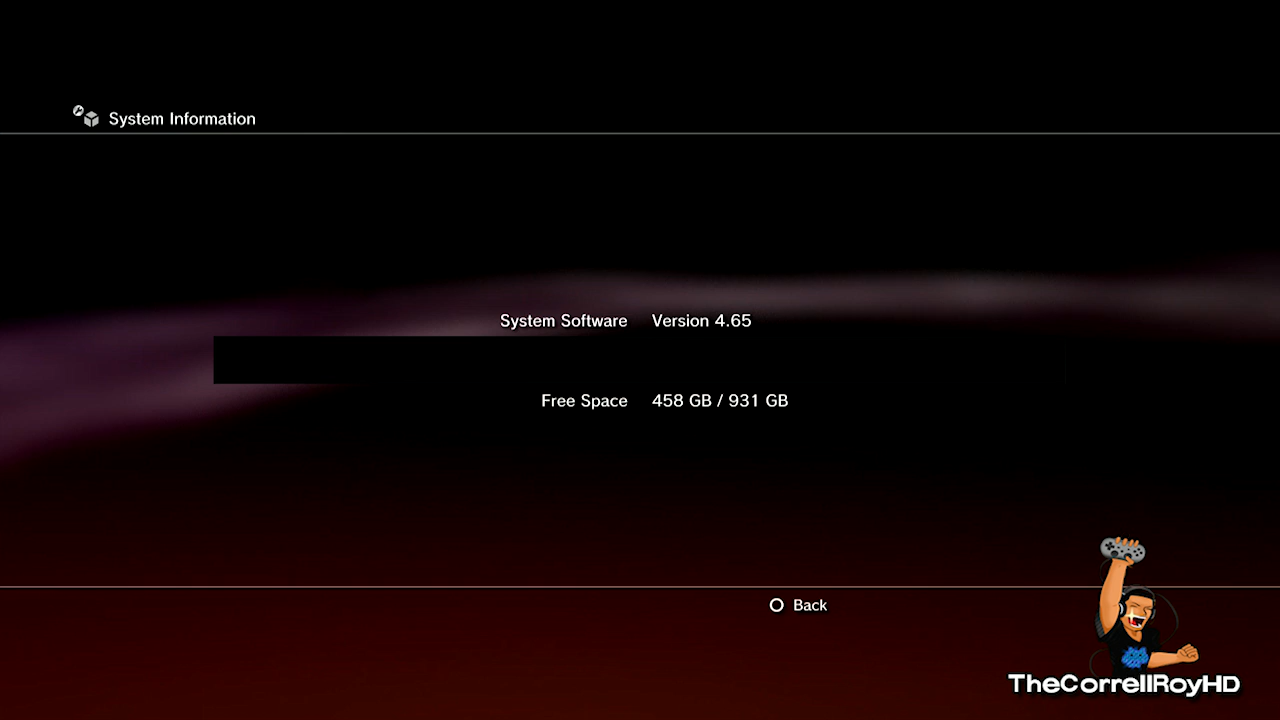 System Information
System Software Version 4.65
Free Space 458 GB / 931 GB
Back
TheCorrellRoyHD